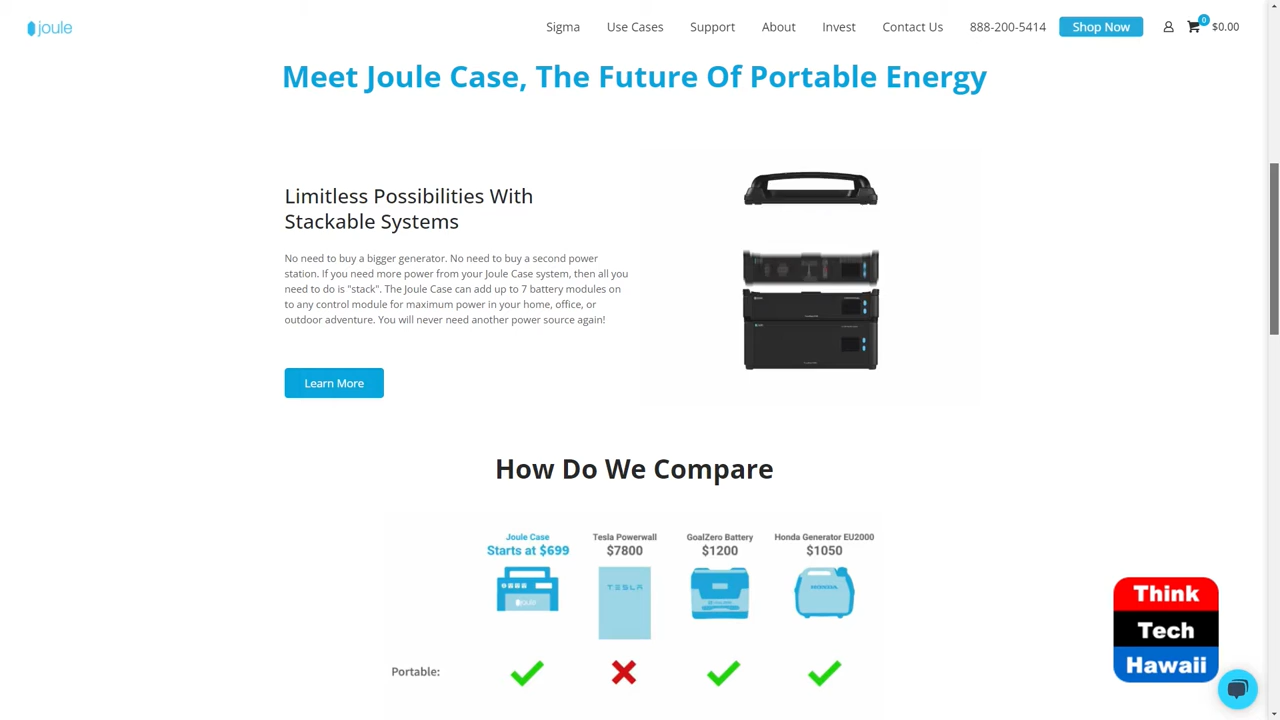 joule
Sigma
Use Cases
Support
About
Invest
Contact Us
888-200-5414
Shop Now
0
$0.00
Meet Joule Case, The Future Of Portable Energy
Limitless Possibilities With
Stackable Systems
No need to buy a bigger generator. No need to buy a second power
station. If you need more power from your Joule Case system, then all you
need to do is "stack". The Joule Case can add up to 7 battery modules on
to any control module for maximum power in your home, office, or
outdoor adventure. You will never need another power source again!
Learn More
How Do We Compare
Joule Case
Starts at $699
Tesla Powerwall
$7800
GoalZero Battery
$1200
Honda Generator EU2000
$1050
joule
TESLA
HONDA
Portable:
Think
Tech
Hawaii